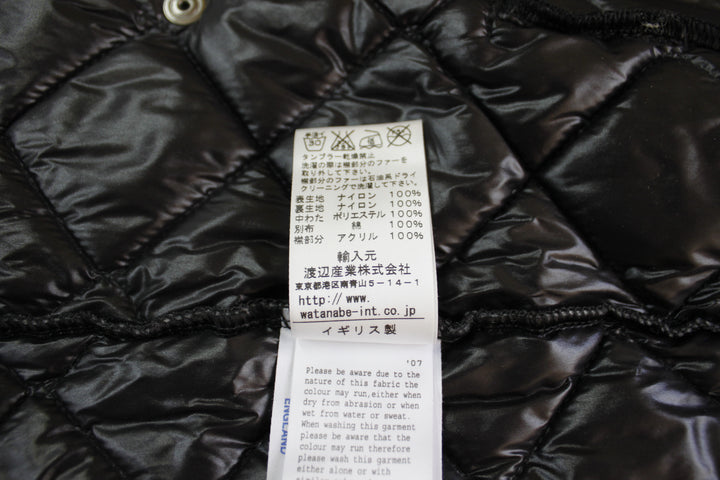 手洗イ
30
タンブラー乾燥禁止
洗濯の際は襟部分のファーを
取り外して下さい。
襟部分のファーは石油系ドライ
クリーニングで洗濯して下さい。
表生地 ナイロン 100%
裏生地 ナイロン 100%
中わた ポリエステル 100%
別布 綿 100%
襟部分 アクリル 100%
輸入元
渡辺産業株式会社
東京都港区南青山5-14-1
http://www.
watanabe-int.co.jp
イギリス製
'07
Please be aware due to the
nature of this fabric the
colour may run,either when
dry from abrasion or when
wet from water or sweat.
When washing this garment
please be aware that the
colour may run therefore
please wash this garment
either alone or with
ENGLAND